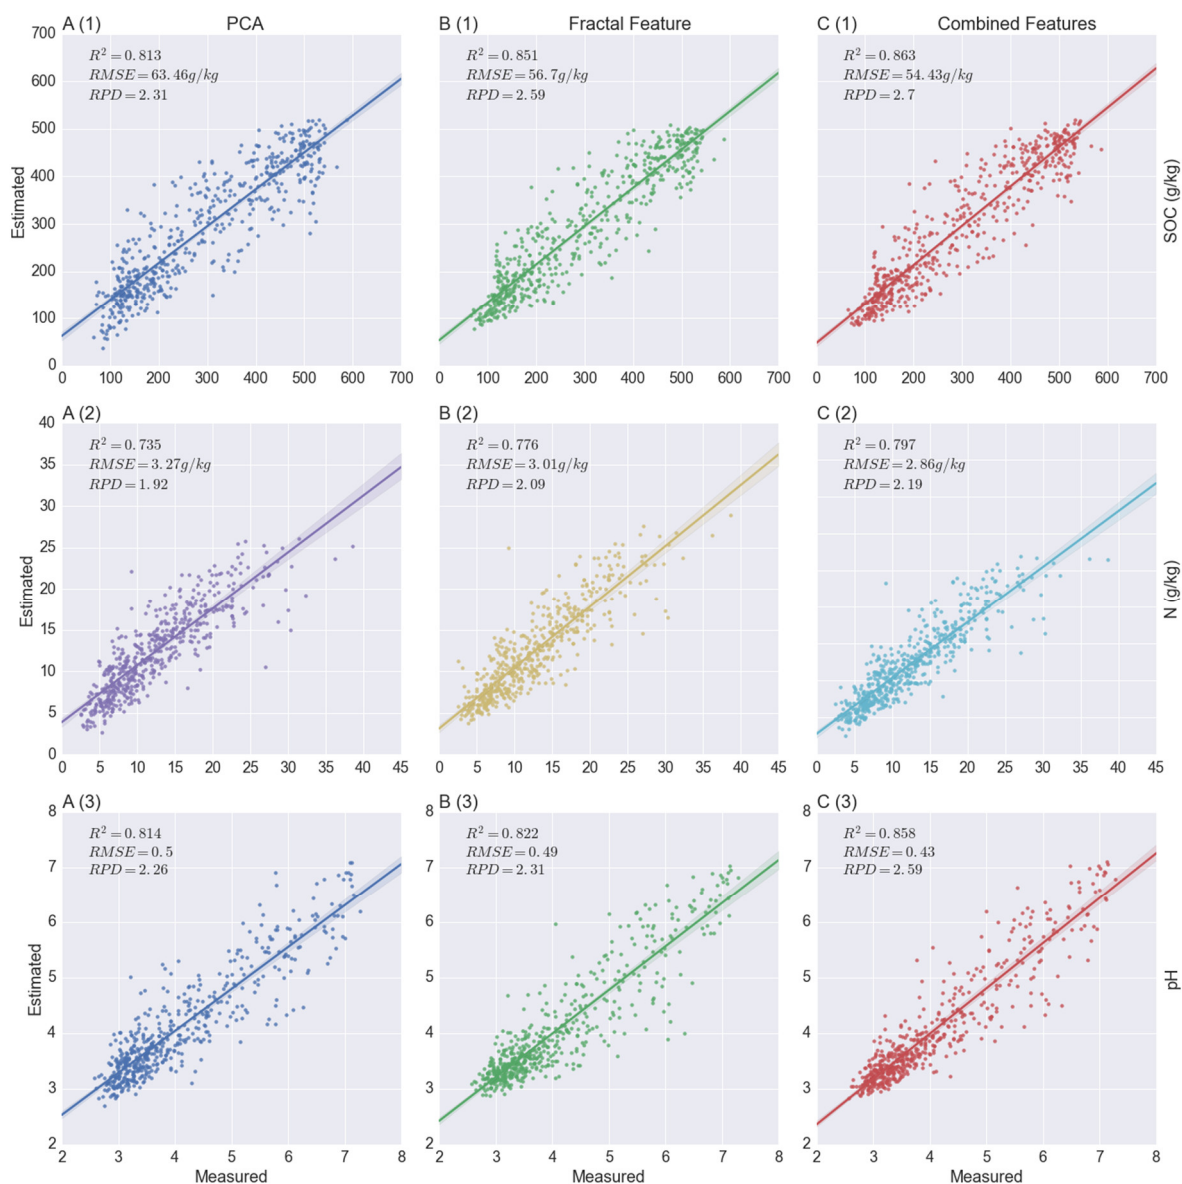 A (1) PCA
B (1) Fractal Feature
C (1) Combined Features
700
600
500
400
300
200
100
0
Estimated
R² = 0.813
RMSE = 63.46g/kg
RPD = 2.31
R² = 0.851
RMSE = 56.7g/kg
RPD = 2.59
R² = 0.863
RMSE = 54.43g/kg
RPD = 2.7
SOC (g/kg)
0 100 200 300 400 500 600 700
0 100 200 300 400 500 600 700
0 100 200 300 400 500 600 700
A (2)
B (2)
C (2)
40
35
30
25
20
15
10
5
0
Estimated
R² = 0.735
RMSE = 3.27g/kg
RPD = 1.92
R² = 0.776
RMSE = 3.01g/kg
RPD = 2.09
R² = 0.797
RMSE = 2.86g/kg
RPD = 2.19
N (g/kg)
0 5 10 15 20 25 30 35 40 45
0 5 10 15 20 25 30 35 40 45
0 5 10 15 20 25 30 35 40 45
A (3)
B (3)
C (3)
8
7
6
5
4
3
2
Estimated
R² = 0.814
RMSE = 0.5
RPD = 2.26
8
7
6
5
4
3
2
R² = 0.822
RMSE = 0.49
RPD = 2.31
8
7
6
5
4
3
2
R² = 0.858
RMSE = 0.43
RPD = 2.59
pH
2 3 4 5 6 7 8
2 3 4 5 6 7 8
2 3 4 5 6 7 8
Measured
Measured
Measured